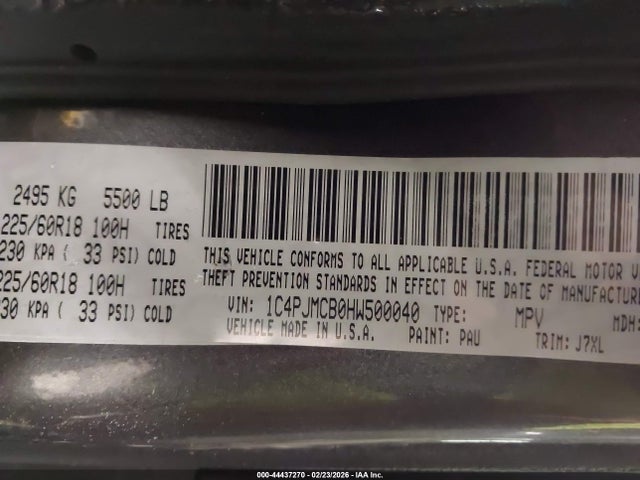 2495 KG 5500 LB
225/60R18 100H TIRES
230 KPA ( 33 PSI) COLD
225/60R18 100H TIRES
230 KPA ( 33 PSI) COLD
THIS VEHICLE CONFORMS TO ALL APPLICABLE U.S.A. FEDERAL MOTOR V
THEFT PREVENTION STANDARDS IN EFFECT ON THE DATE OF MANUFACTURE
VIN: 1C4PJMCB0HW500040 TYPE: MPV MDH:
VEHICLE MADE IN U.S.A. PAINT: PAU TRIM: J7XL
000-44437270 - 02/23/2026 - IAA Inc.